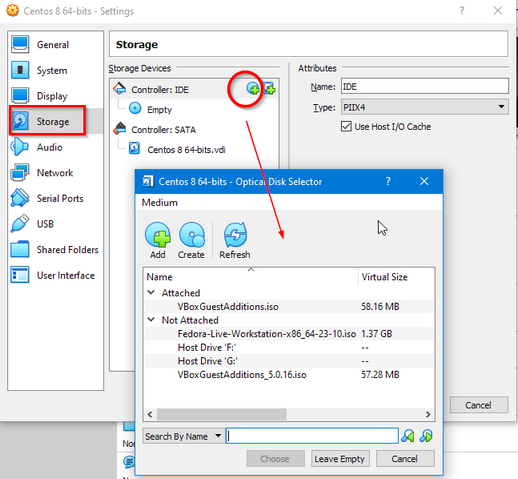 Centos 8 64-bits - Settings
General
System
Display
Storage
Audio
Network
Serial Ports
USB
Shared Folders
User Interface
Storage
Storage Devices
Controller: IDE
Empty
Controller: SATA
Centos 8 64-bits.vdi
Attributes
Name: IDE
Type: PIIX4
Use Host I/O Cache
Centos 8 64-bits - Optical Disk Selector
?
Medium
Add Create Refresh
Name Virtual Size
Attached
VBoxGuestAdditions.iso 58.16 MB
Not Attached
Fedora-Live-Workstation-x86_64-23-10.iso 1.37 GB
Host Drive 'F:' --
Host Drive 'G:' --
VBoxGuestAdditions_5.0.16.iso 57.28 MB
Search By Name
Choose Leave Empty Cancel
Cancel